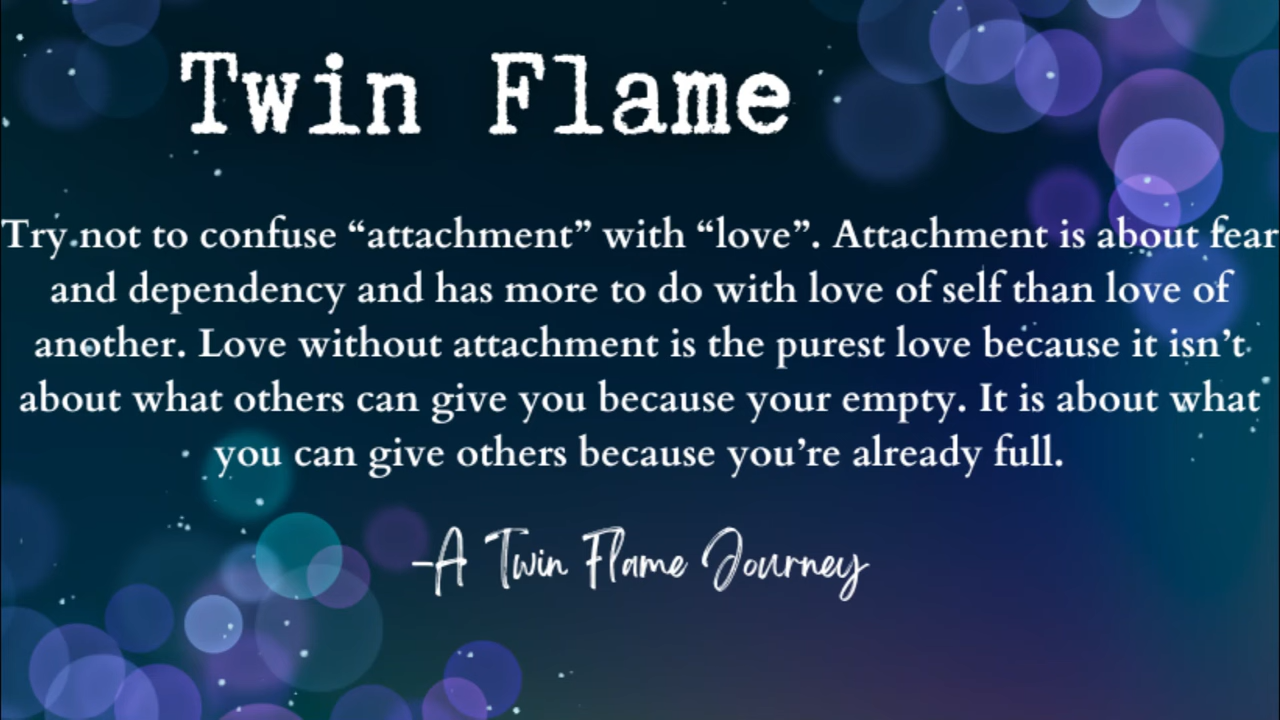 Twin Flame
Try not to confuse “attachment” with “love”. Attachment is about fear
and dependency and has more to do with love of self than love of
another. Love without attachment is the purest love because it isn’t
about what others can give you because your empty. It is about what
you can give others because you’re already full.
-A Twin Flame Journey